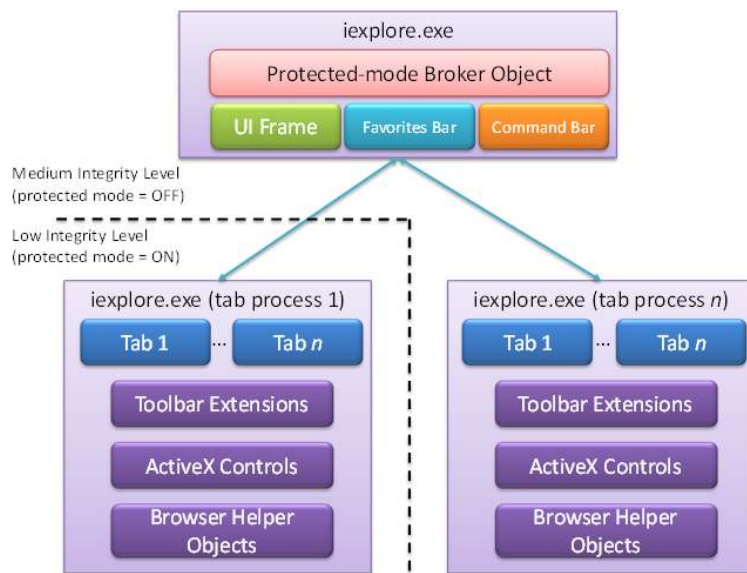 iexplore.exe
Protected-mode Broker Object
UI Frame
Favorites Bar
Command Bar
Medium Integrity Level
(protected mode = OFF)
Low Integrity Level
(protected mode = ON)
iexplore.exe (tab process 1)
Tab 1
...
Tab n
Toolbar Extensions
ActiveX Controls
Browser Helper
Objects
iexplore.exe (tab process n)
Tab 1
...
Tab n
Toolbar Extensions
ActiveX Controls
Browser Helper
Objects